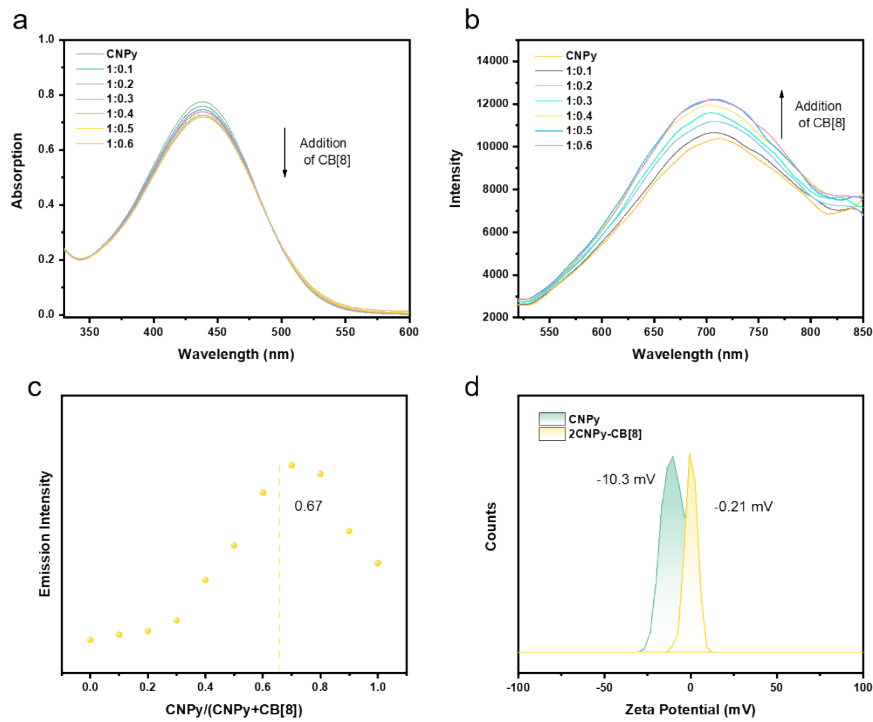 a
1.0
0.8
0.6
0.4
0.2
0.0
Absorption
CNPy
1:0.1
1:0.2
1:0.3
1:0.4
1:0.5
1:0.6
Addition
of CB[8]
350
400
450
500
550
600
Wavelength (nm)
b
14000
12000
10000
8000
6000
4000
2000
Intensity
CNPy
1:0.1
1:0.2
1:0.3
1:0.4
1:0.5
1:0.6
Addition
of CB[8]
550
600
650
700
750
800
850
Wavelength (nm)
c
Emission Intensity
0.67
0.0
0.2
0.4
0.6
0.8
1.0
CNPy/(CNPy+CB[8])
d
Counts
CNPy
2CNPy-CB[8]
-10.3 mV
-0.21 mV
-100
-50
0
50
100
Zeta Potential (mV)